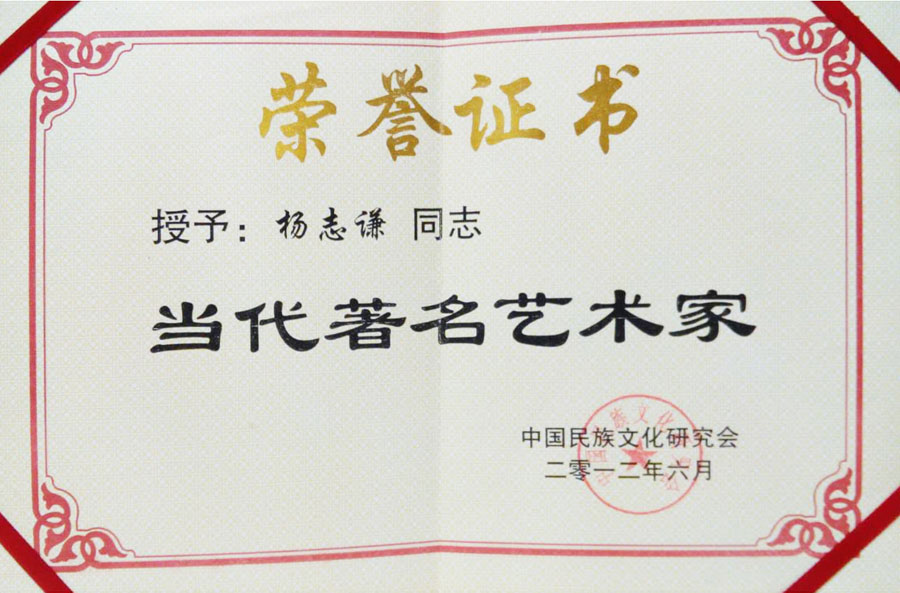 荣誉证书
授予：杨志谦 同志
当代著名艺术家
中国民族文化研究会
二零一二年六月